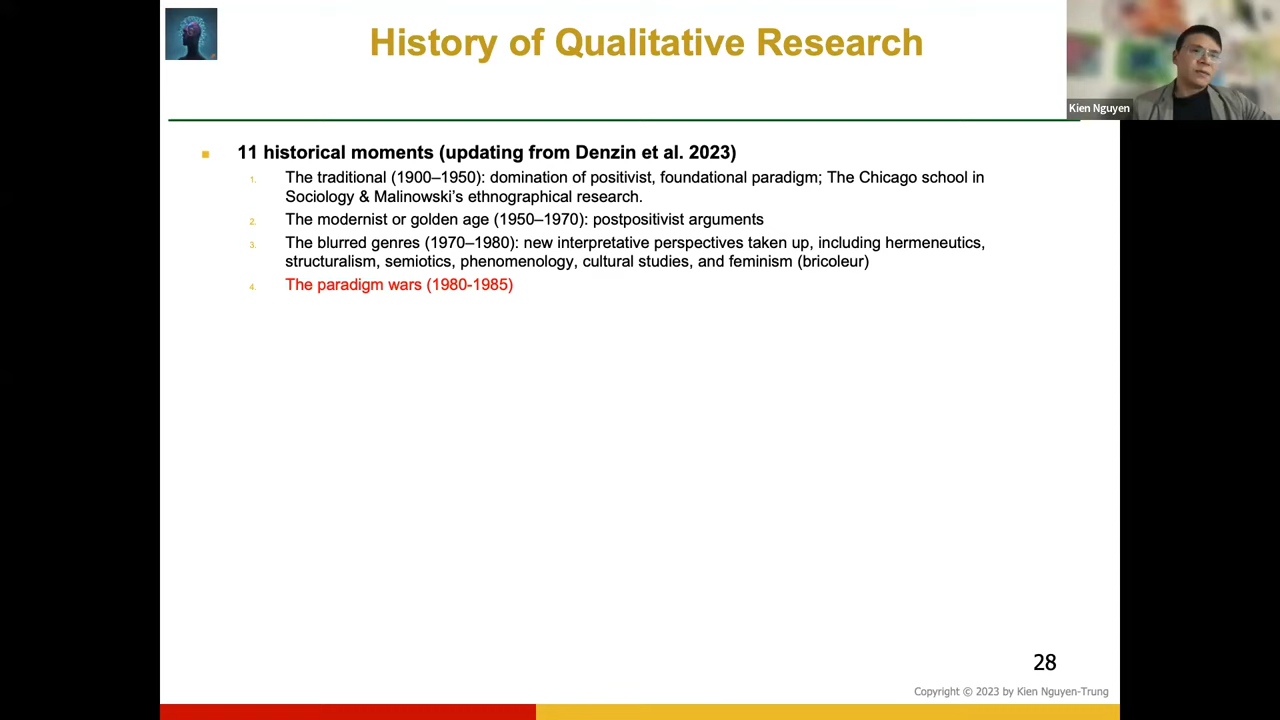 History of Qualitative Research
Kien Nguyen
11 historical moments (updating from Denzin et al. 2023)
1. The traditional (1900–1950): domination of positivist, foundational paradigm; The Chicago school in
Sociology & Malinowski’s ethnographical research.
2. The modernist or golden age (1950–1970): postpositivist arguments
3. The blurred genres (1970–1980): new interpretative perspectives taken up, including hermeneutics,
structuralism, semiotics, phenomenology, cultural studies, and feminism (bricoleur)
4. The paradigm wars (1980-1985)
28
Copyright © 2023 by Kien Nguyen-Trung